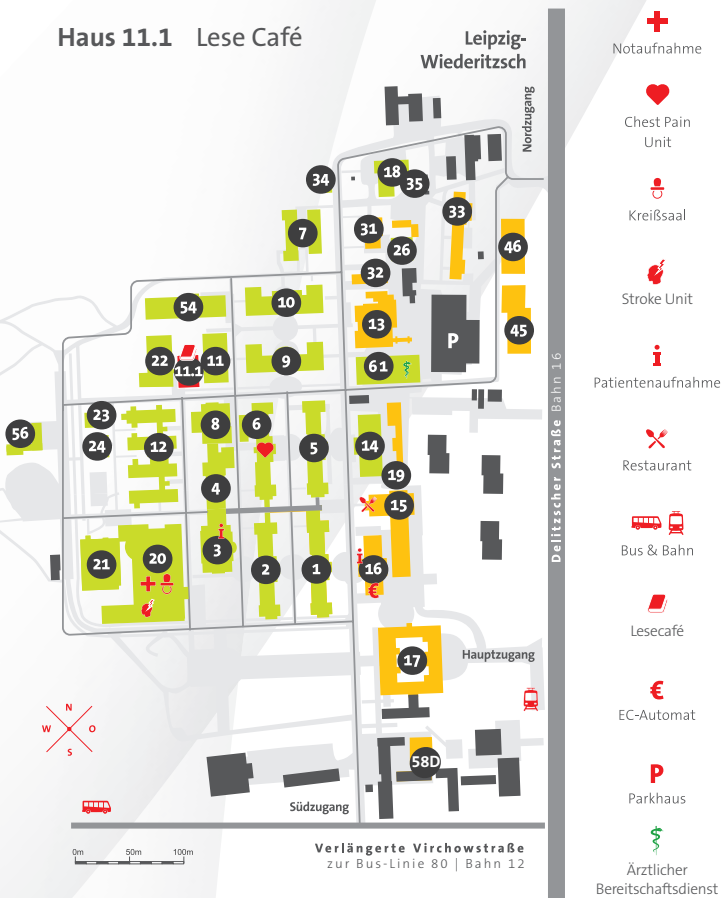 Haus 11.1 Lese Café
Leipzig-
Wiederitzsch
Nordzugang
34
18
35
33
7
31
26
46
32
54
10
13
45
P
22
11.1
11
9
61
56
23
24
12
8
6
5
14
4
19
15
21
20
3
2
1
16
€
17
Hauptzugang
N
W
O
S
58D
Südzugang
Delitzscher Straße Bahn 16
0m 50m 100m
Verlängerte Virchowstraße
zur Bus-Linie 80 | Bahn 12
Notaufnahme
Chest Pain
Unit
Kreißsaal
Stroke Unit
Patientenaufnahme
Restaurant
Bus & Bahn
Lesecafé
€
EC-Automat
P
Parkhaus
Ärztlicher
Bereitschaftsdienst